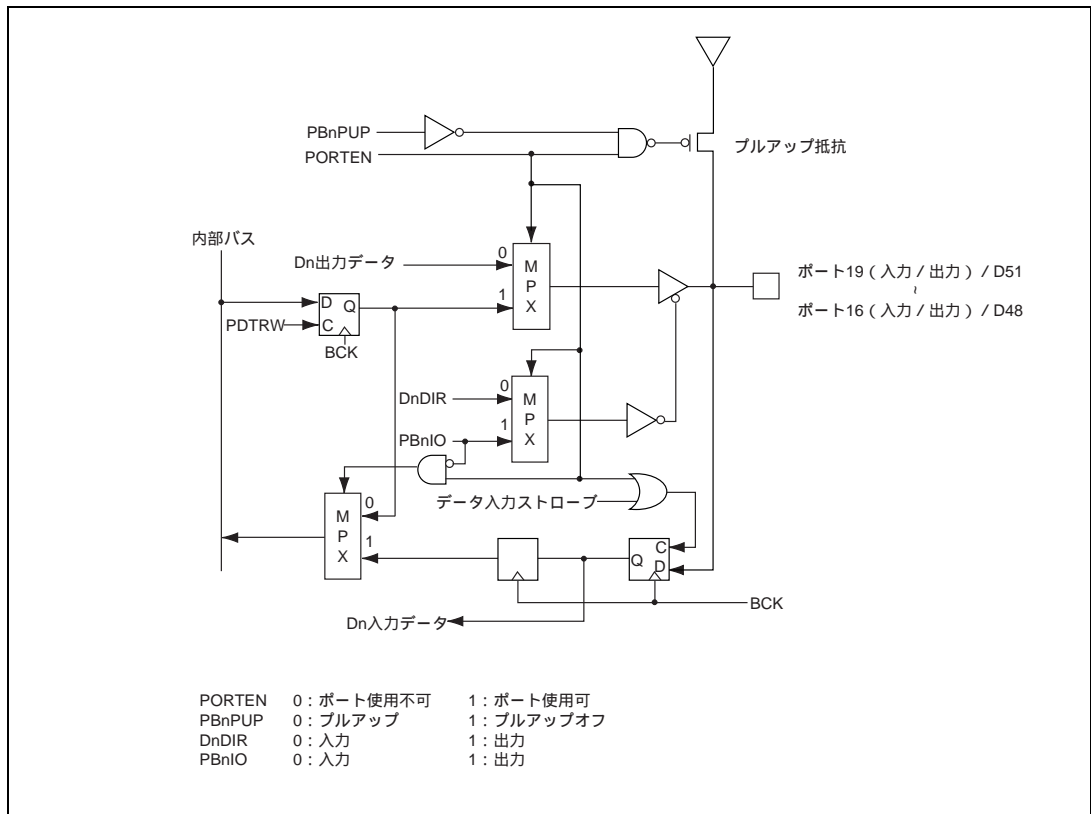 PBnPUP
PORTEN
プルアップ抵抗
内部バス
Dn出力データ
0
1
M
P
X
ポート19（入力 / 出力）/ D51
~
ポート16（入力 / 出力）/ D48
D
Q
C
PDTRW
BCK
DnDIR
0
PBnIO
1
M
P
X
データ入力ストローブ
0
1
M
P
X
C
Q
D
BCK
Dn入力データ
PORTEN 0：ポート使用不可 1：ポート使用可
PBnPUP 0：プルアップ 1：プルアップオフ
DnDIR 0：入力 1：出力
PBnIO 0：入力 1：出力